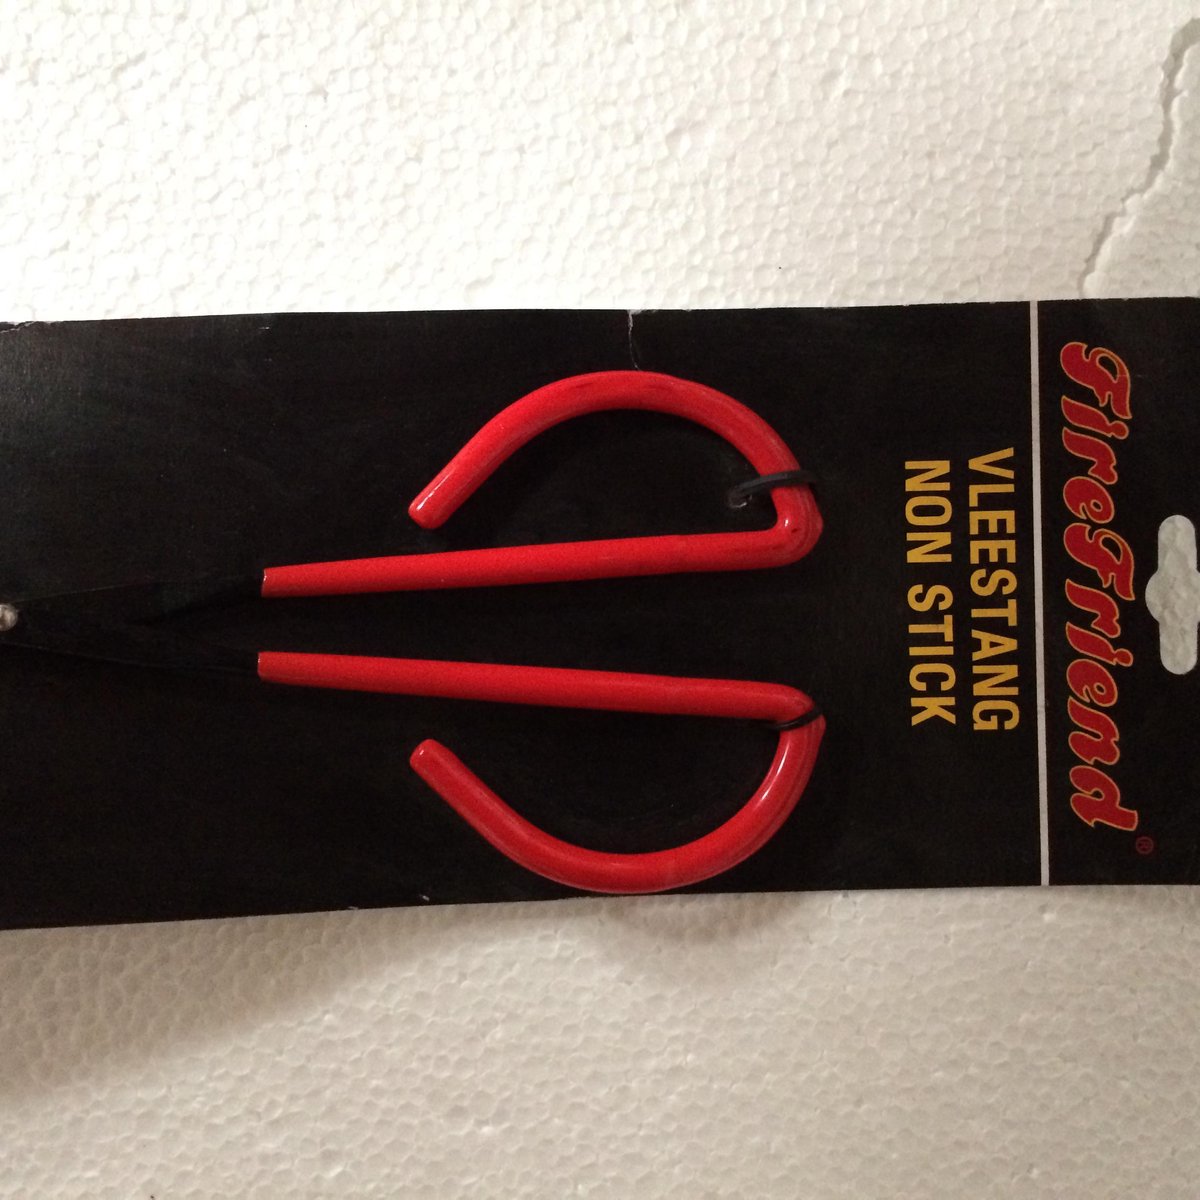 FireFriend®
VLEESTANG
NON STICK